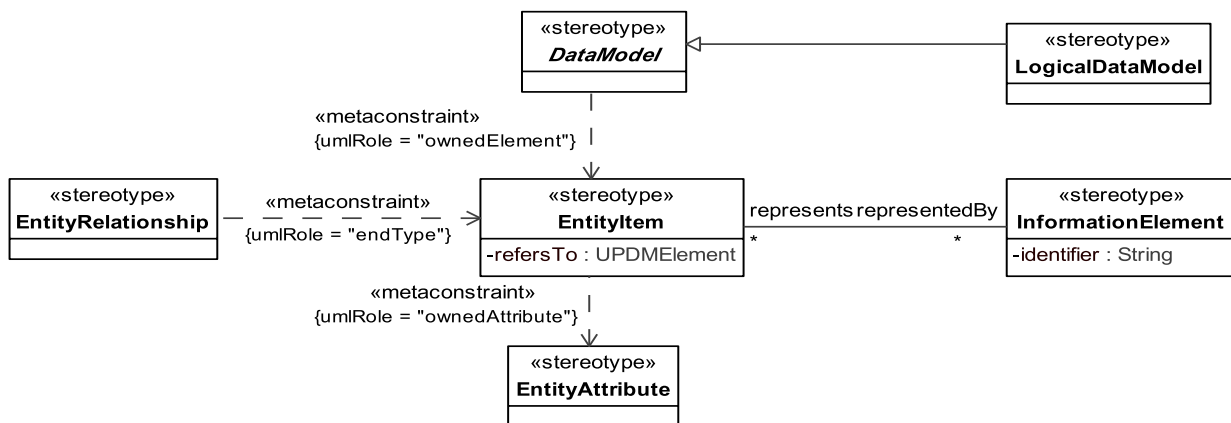 «stereotype»
DataModel
«stereotype»
LogicalDataModel
«metaconstraint»
{umlRole = "ownedElement"}
«stereotype»
EntityRelationship
«metaconstraint»
{umlRole = "endType"}
«stereotype»
EntityItem
-refersTo : UPDMElement
represents representedBy
* *
«stereotype»
InformationElement
-identifier : String
«metaconstraint»
{umlRole = "ownedAttribute"}
«stereotype»
EntityAttribute